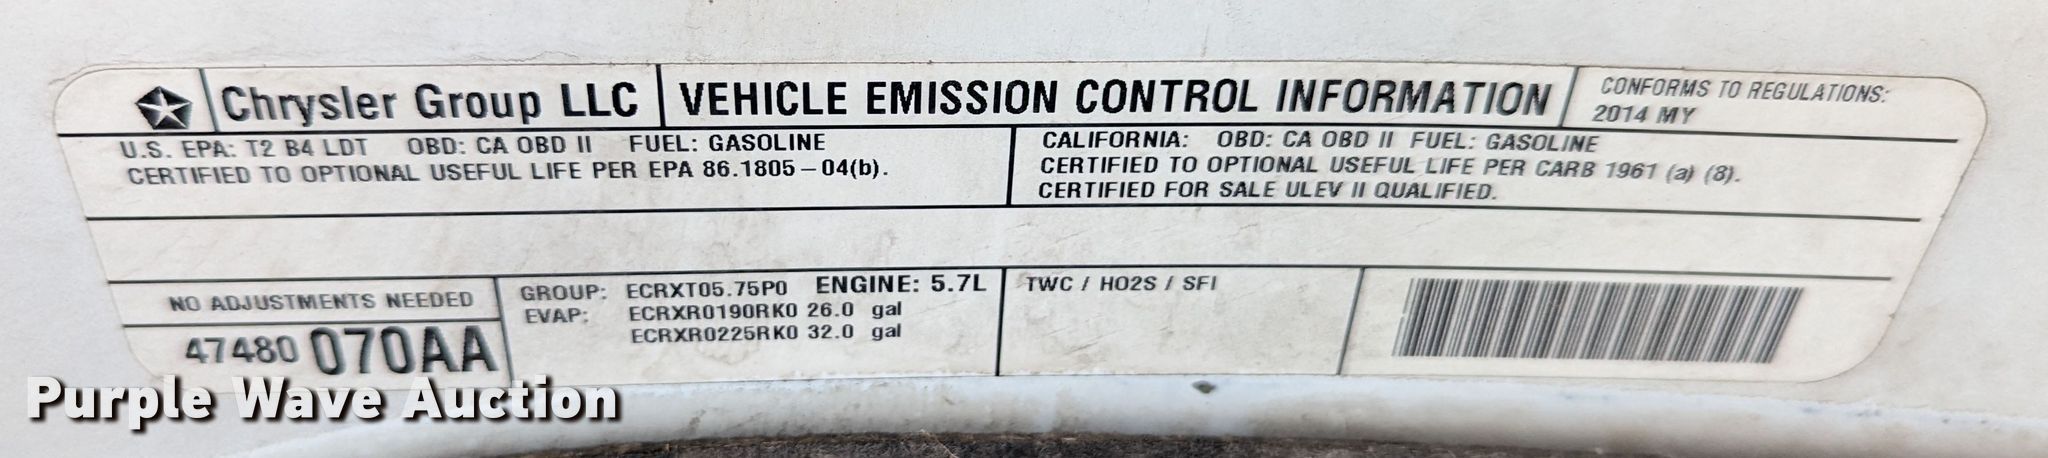 Chrysler Group LLC
VEHICLE EMISSION CONTROL INFORMATION
CONFORMS TO REGULATIONS:
2014 MY
U.S. EPA: T2 B4 LDT OBD: CA OBD II FUEL: GASOLINE
CERTIFIED TO OPTIONAL USEFUL LIFE PER EPA 86.1805-04(b).
CALIFORNIA: OBD: CA OBD II FUEL: GASOLINE
CERTIFIED TO OPTIONAL USEFUL LIFE PER CARB 1961 (a) (8).
CERTIFIED FOR SALE ULEV II QUALIFIED.
NO ADJUSTMENTS NEEDED
47480 070AA
GROUP: ECRXT05.75P0 ENGINE: 5.7L
EVAP: ECRXR0190RK0 26.0 gal
ECRXR0225RK0 32.0 gal
TWC / HO2S / SFI
Purple Wave Auction